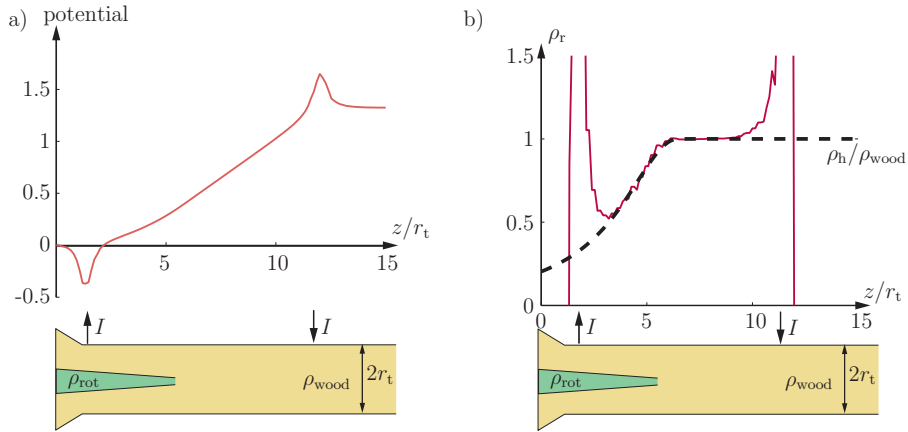 a)
potential
1.5
1
0.5
0
-0.5
5
10
15
z/r_t
I
I
ρ_rot
ρ_wood
2r_t
b)
ρ_r
1.5
1
0.5
0
0
5
10
15
z/r_t
ρ_h/ρ_wood
I
I
ρ_rot
ρ_wood
2r_t